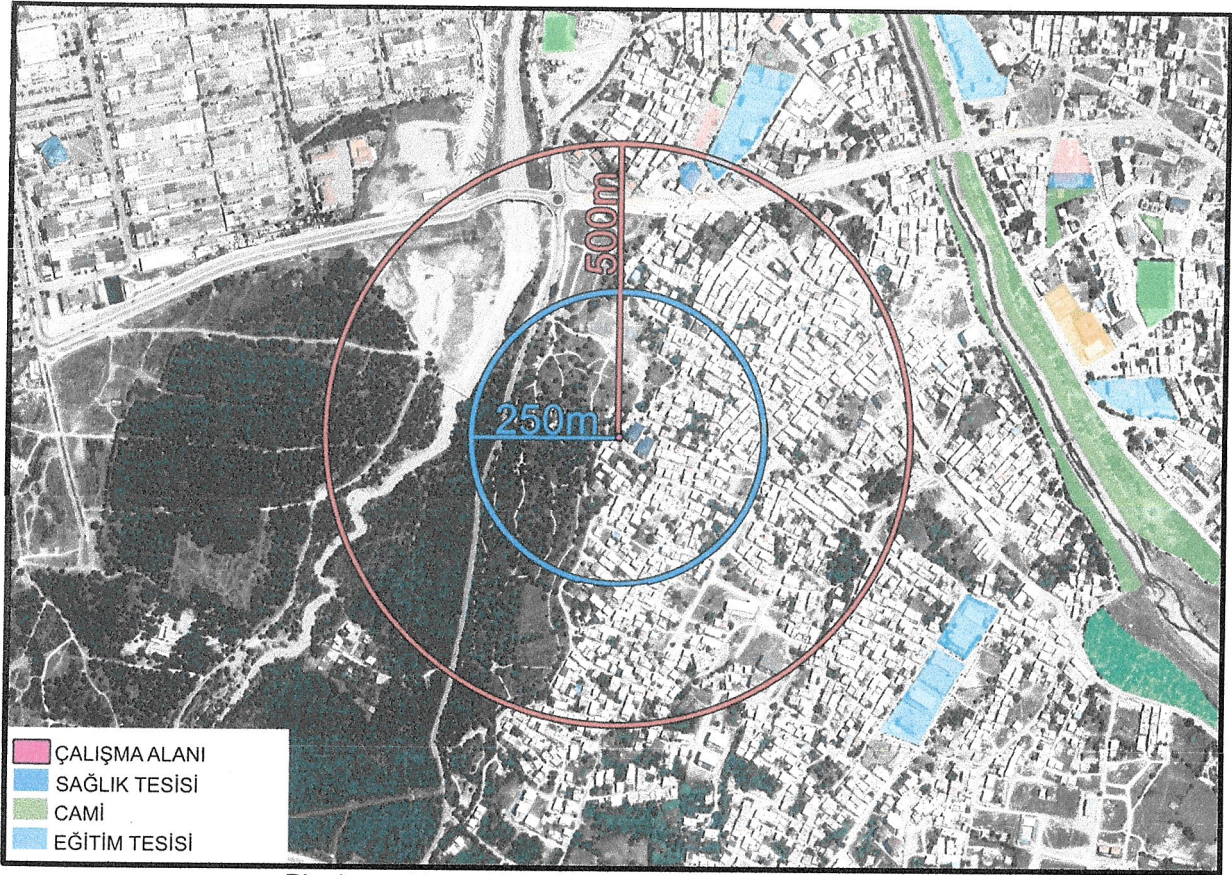 500m
250m
ÇALIŞMA ALANI
SAĞLIK TESİSİ
CAMİ
EĞİTİM TESİSİ